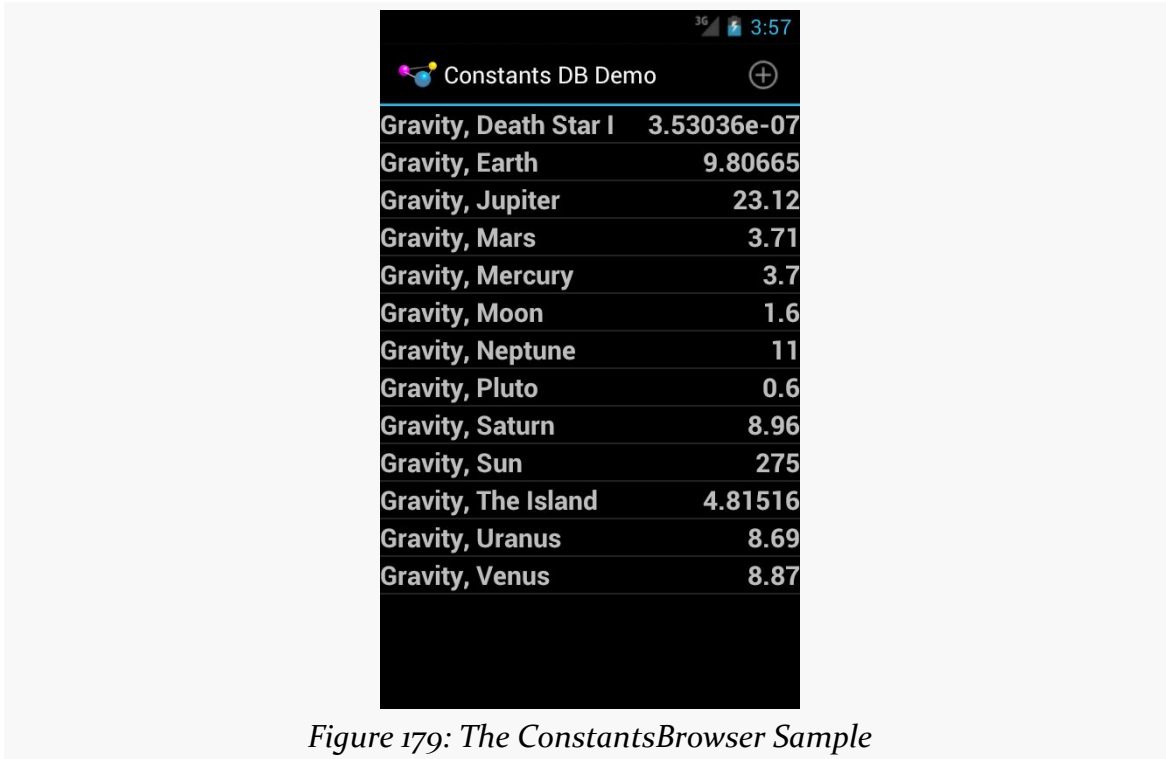 3G 3:57
Constants DB Demo
Gravity, Death Star I 3.53036e-07
Gravity, Earth 9.80665
Gravity, Jupiter 23.12
Gravity, Mars 3.71
Gravity, Mercury 3.7
Gravity, Moon 1.6
Gravity, Neptune 11
Gravity, Pluto 0.6
Gravity, Saturn 8.96
Gravity, Sun 275
Gravity, The Island 4.81516
Gravity, Uranus 8.69
Gravity, Venus 8.87
Figure 179: The ConstantsBrowser Sample